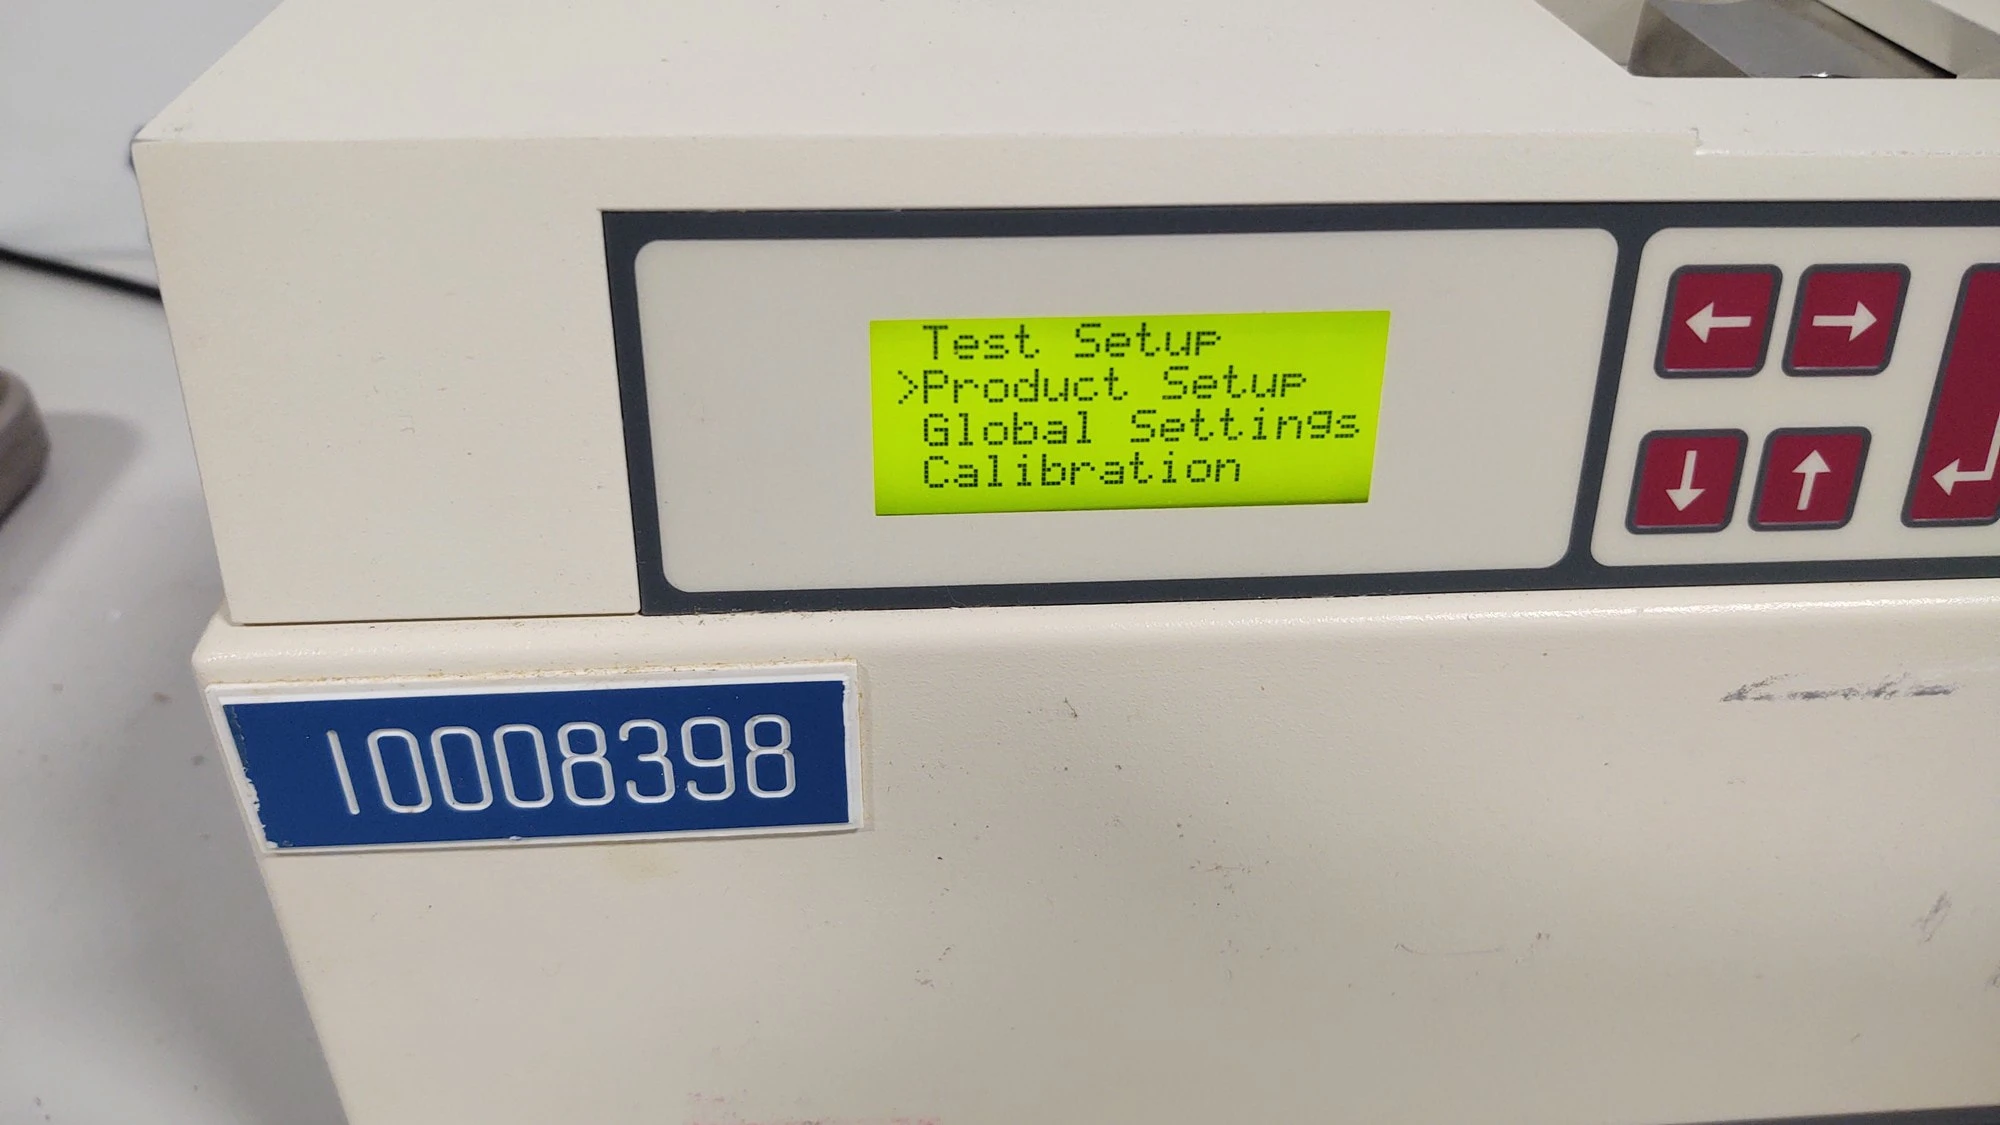 Test Setup
>Product Setup
Global Settings
Calibration
10008398